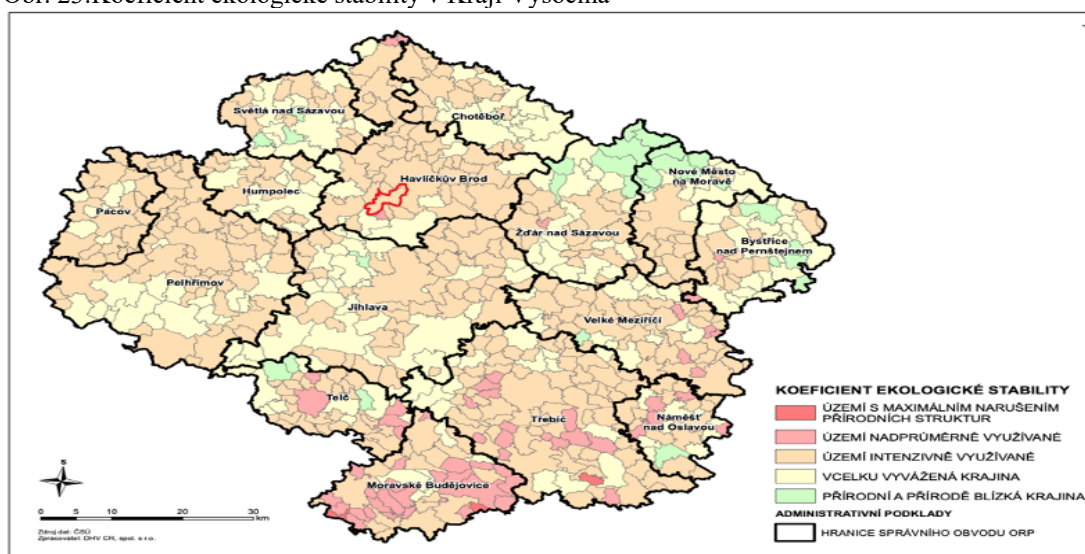 Obr. 23.Koeficient ekologické stability v Kraji Vysočina
Světlá nad Sázavou
Chotěboř
Havlíčkův Brod
Nové Město
na Moravě
Humpolec
Pacov
Žďár nad Sázavou
Bystřice
nad Pernštejnem
Pelhřimov
Jihlava
Velké Meziříčí
Telč
Třebíč
Náměšť
nad Oslavou
Moravské Budějovice
KOEFICIENT EKOLOGICKÉ STABILITY
ÚZEMÍ S MAXIMÁLNÍM NARUŠENÍM
PŘÍRODNÍCH STRUKTUR
ÚZEMÍ NADPRŮMĚRNĚ VYUŽÍVANÉ
ÚZEMÍ INTENZIVNĚ VYUŽÍVANÉ
VCELKU VYVÁŽENÁ KRAJINA
PŘÍRODNÍ A PŘÍRODĚ BLÍZKÁ KRAJINA
ADMINISTRATIVNÍ PODKLADY
HRANICE SPRÁVNÍHO OBVODU ORP
S
0 5 10 20 30
km
Zdroj dat: ČSÚ
Zpracovatel: DHV CR, spol. s r.o.